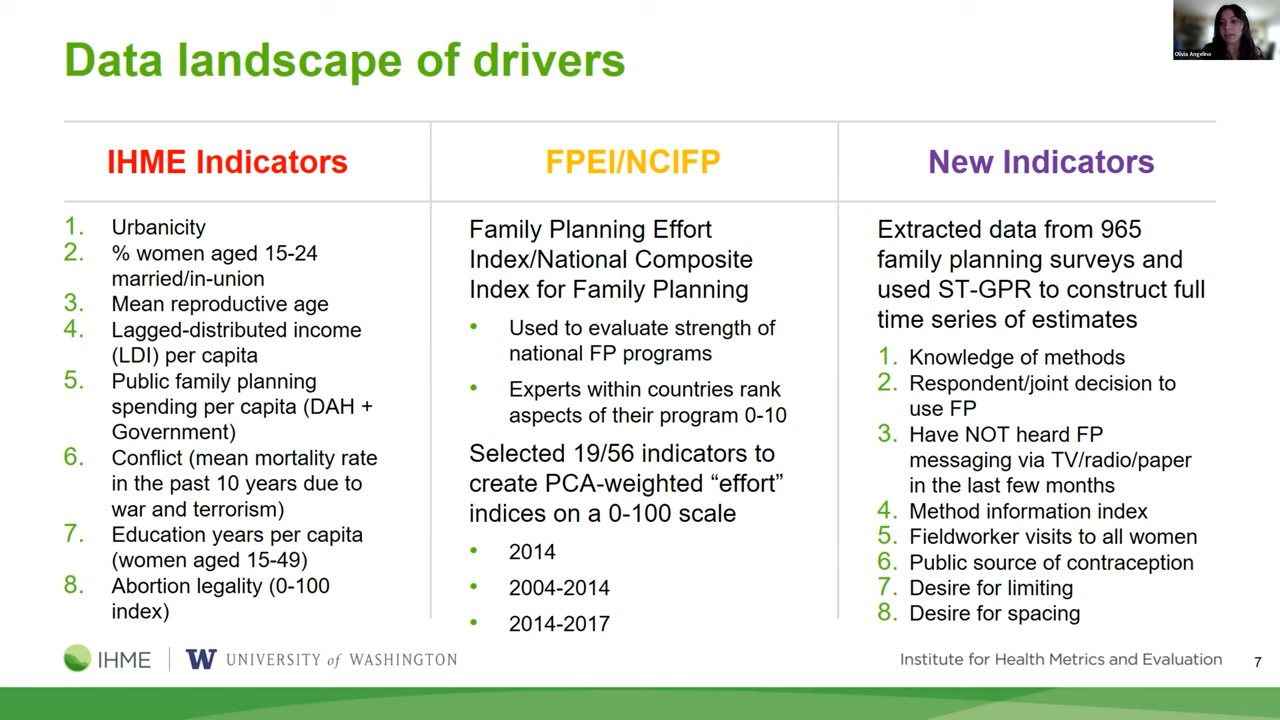 Data landscape of drivers
Olivia Angelino
IHME Indicators
1. Urbanicity
2. % women aged 15-24
married/in-union
3. Mean reproductive age
4. Lagged-distributed income
(LDI) per capita
5. Public family planning
spending per capita (DAH +
Government)
6. Conflict (mean mortality rate
in the past 10 years due to
war and terrorism)
7. Education years per capita
(women aged 15-49)
8. Abortion legality (0-100
index)
FPEI/NCIFP
Family Planning Effort
Index/National Composite
Index for Family Planning
• Used to evaluate strength of
national FP programs
• Experts within countries rank
aspects of their program 0-10
Selected 19/56 indicators to
create PCA-weighted “effort”
indices on a 0-100 scale
• 2014
• 2004-2014
• 2014-2017
New Indicators
Extracted data from 965
family planning surveys and
used ST-GPR to construct full
time series of estimates
1. Knowledge of methods
2. Respondent/joint decision to
use FP
3. Have NOT heard FP
messaging via TV/radio/paper
in the last few months
4. Method information index
5. Fieldworker visits to all women
6. Public source of contraception
7. Desire for limiting
8. Desire for spacing
IHME | W UNIVERSITY of WASHINGTON
Institute for Health Metrics and Evaluation
7